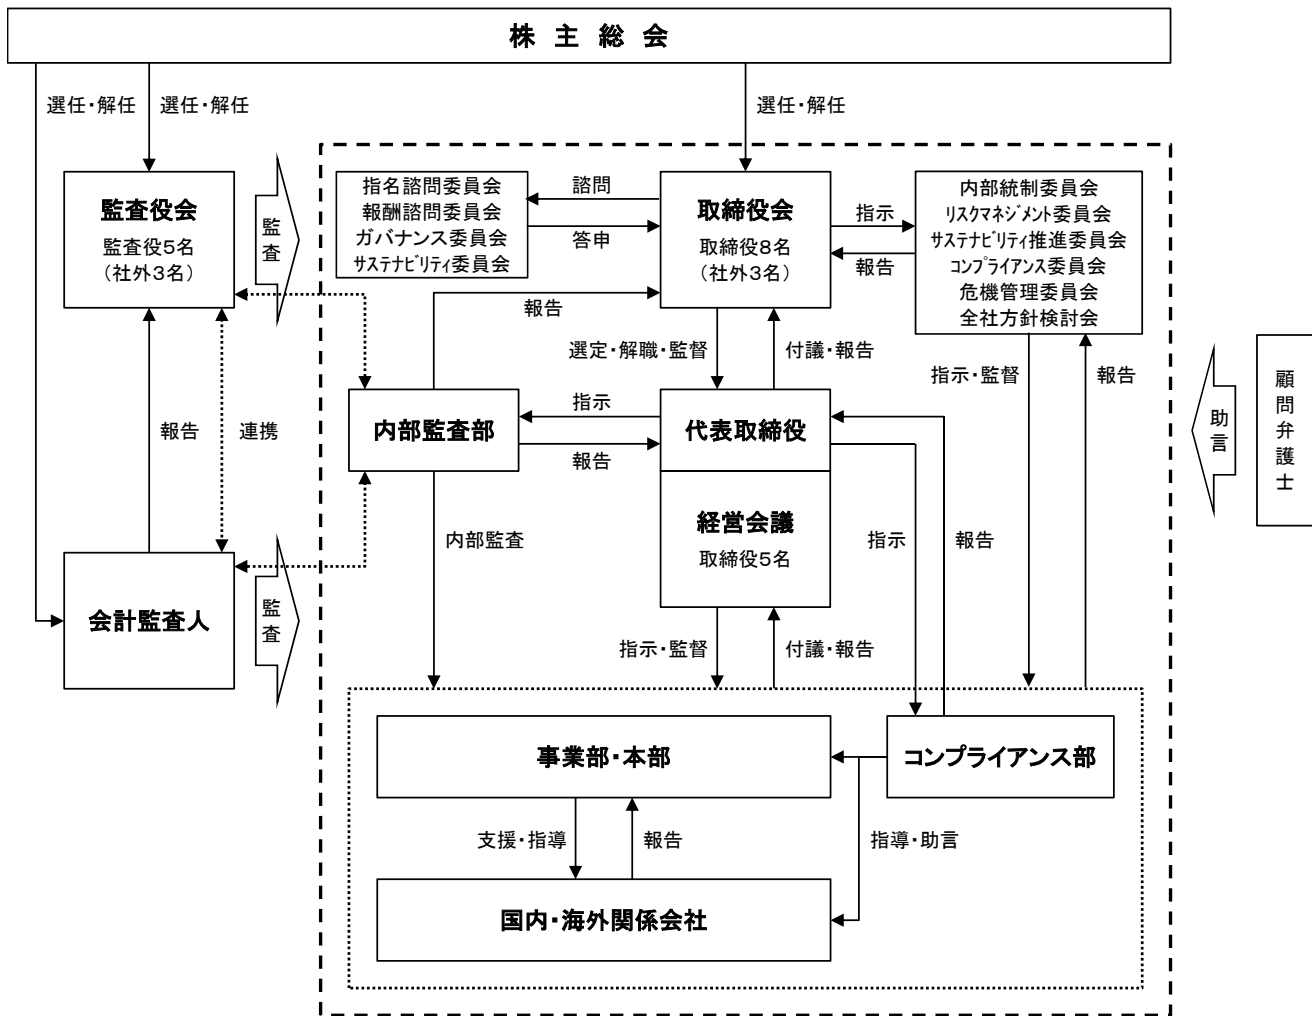 株主総会
選任・解任
選任・解任
選任・解任
監査役会
監査役5名
（社外3名）
監査
指名諮問委員会
報酬諮問委員会
ガバナンス委員会
ｻｽﾃﾅﾋﾞﾘﾃｨ委員会
諮問
答申
取締役会
取締役8名
（社外3名）
指示
報告
内部統制委員会
ﾘｽｸﾏﾈｼﾞﾒﾝﾄ委員会
ｻｽﾃﾅﾋﾞﾘﾃｨ推進委員会
ｺﾝﾌﾟﾗｲｱﾝｽ委員会
危機管理委員会
全社方針検討会
報告
選定・解職・監督
付議・報告
指示・監督
報告
顧問弁護士
助言
報告
連携
内部監査部
指示
報告
代表取締役
経営会議
取締役5名
内部監査
指示
報告
会計監査人
監査
指示・監督
付議・報告
事業部・本部
コンプライアンス部
支援・指導
報告
指導・助言
国内・海外関係会社